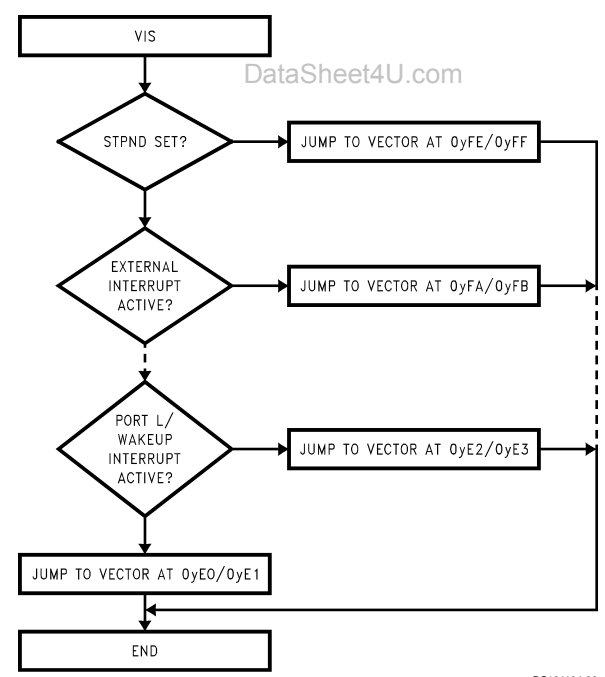 VIS
DataSheet4U.com
STPND SET?
JUMP TO VECTOR AT 0yFE/0yFF
EXTERNAL
INTERRUPT
ACTIVE?
JUMP TO VECTOR AT 0yFA/0yFB
PORT L/
WAKEUP
INTERRUPT
ACTIVE?
JUMP TO VECTOR AT 0yE2/0yE3
JUMP TO VECTOR AT 0yE0/0yE1
END